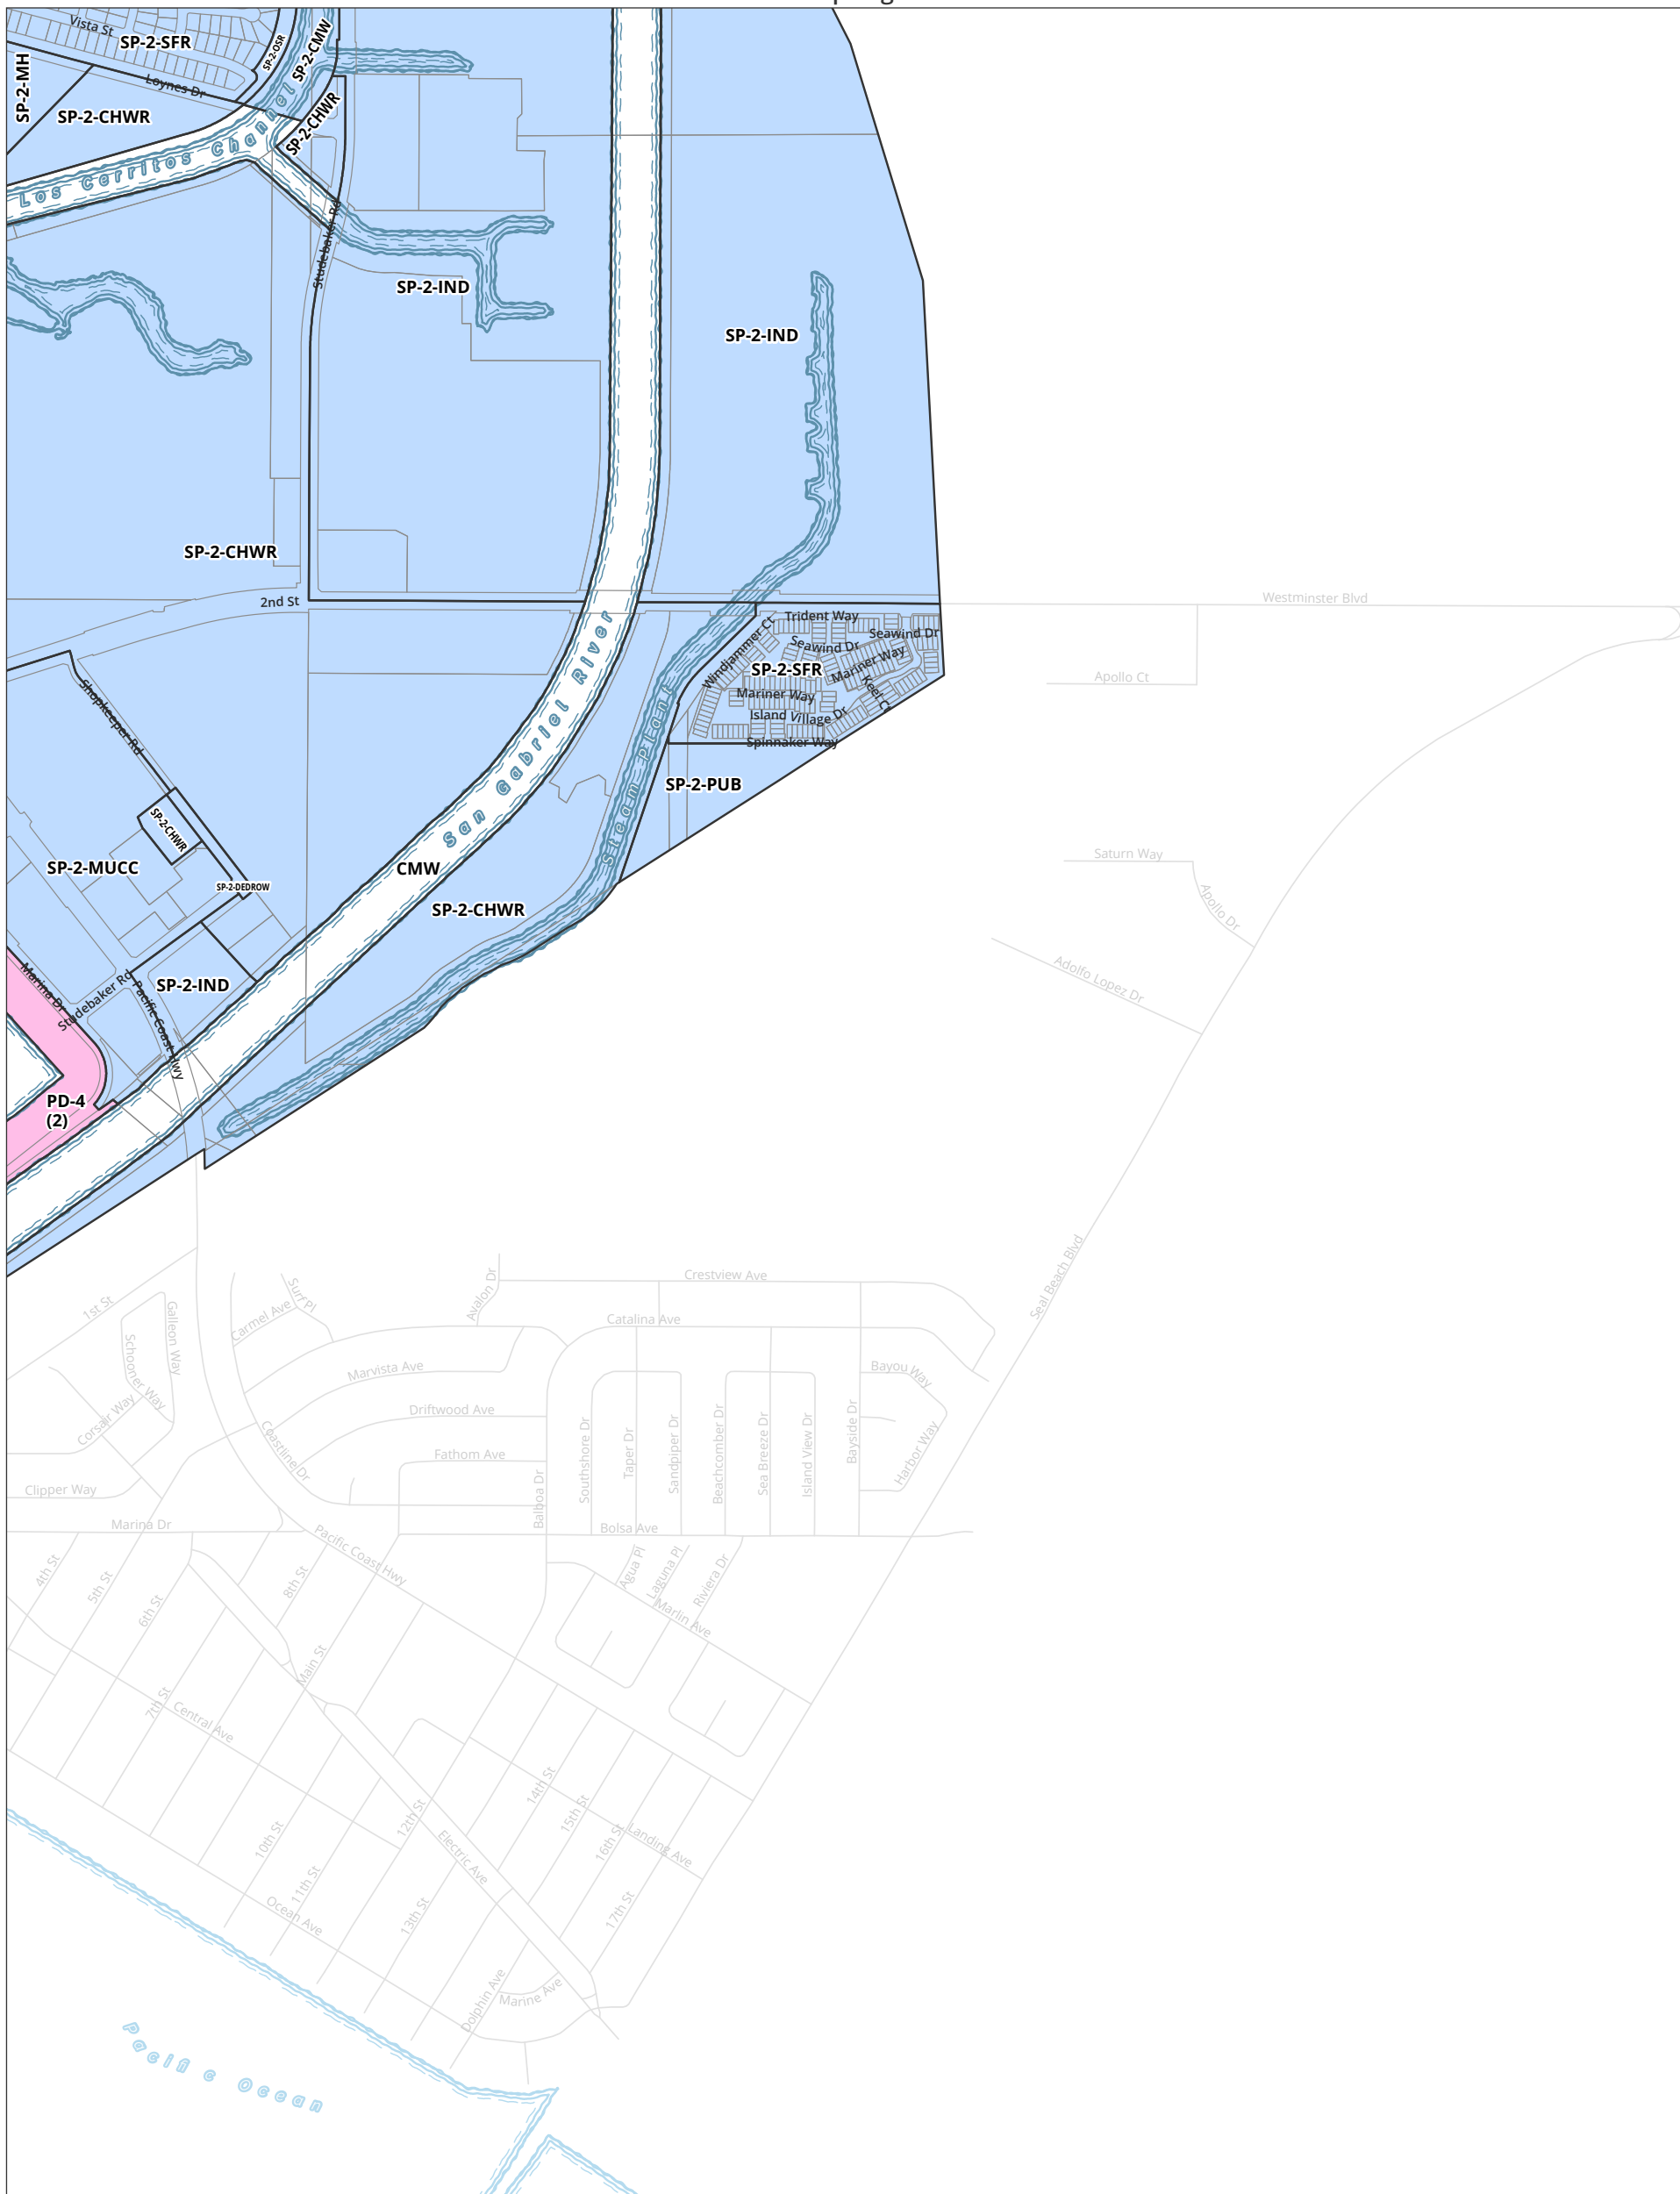 Vista St
SP-2-SFR
SP-2-OSR
SP-2-CMW
SP-2-MH
Loynes Dr
SP-2-CHWR
SP-2-CHWR
Los Cerritos Channel
Studebaker Rd
SP-2-IND
SP-2-IND
SP-2-CHWR
2nd St
Westminster Blvd
Trident Way
Seawind Dr
Windjammer Ct
Seawind Dr
Mariner Way
SP-2-SFR
Apollo Ct
Keel Ct
Mariner Way
Island Village Dr
Spinnaker Way
Shopkeeper Rd
San Gabriel River
Steam Plant
SP-2-PUB
SP-2-CHWR
SP-2-MUCC
CMW
SP-2-DEDROW
Saturn Way
Apollo Dr
SP-2-CHWR
Adolfo Lopez Dr
Marina Dr
Studebaker Rd
SP-2-IND
Pacific Coast Hwy
PD-4
(2)
Seal Beach Blvd
Crestview Ave
Avalon Dr
1st St
Surf Pl
Carmel Ave
Galleon Way
Catalina Ave
Schooner Way
Marvista Ave
Bayou Way
Corsair Way
Driftwood Ave
Coastline Dr
Fathom Ave
Southshore Dr
Taper Dr
Sandpiper Dr
Beachcomber Dr
Sea Breeze Dr
Island View Dr
Bayside Dr
Harbor Way
Clipper Way
Balboa Dr
Marina Dr
Bolsa Ave
Pacific Coast Hwy
4th St
5th St
6th St
8th St
Agua Pl
Laguna Pl
Riviera Dr
Marlin Ave
Main St
7th St
Central Ave
14th St
15th St
12th St
10th St
16th St
Landing Ave
Electric Ave
11th St
Ocean Ave
13th St
17th St
Dolphin Ave
Marine Ave
Pacific Ocean